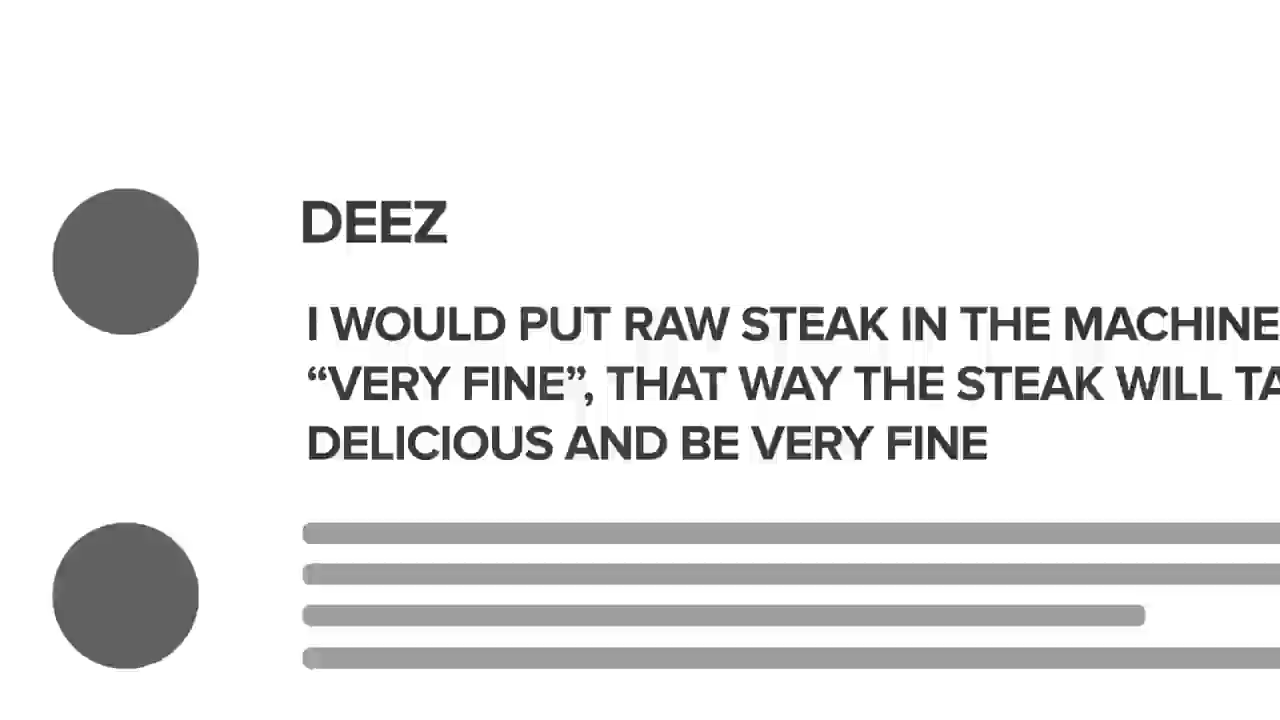 DEEZ
I WOULD PUT RAW STEAK IN THE MACHINE
“VERY FINE”, THAT WAY THE STEAK WILL
DELICIOUS AND BE VERY FINE